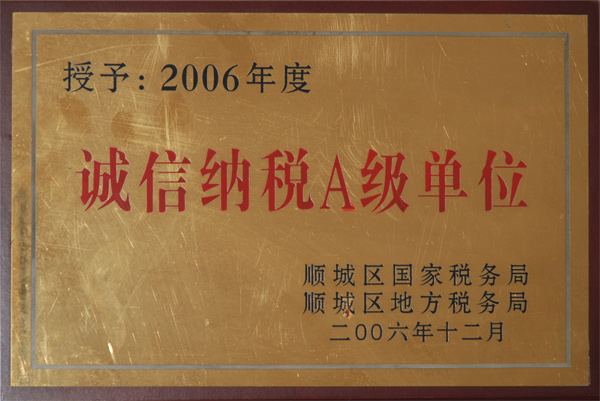 授予：2006年度
诚信纳税A级单位
顺城区国家税务局
顺城区地方税务局
二00六年十二月